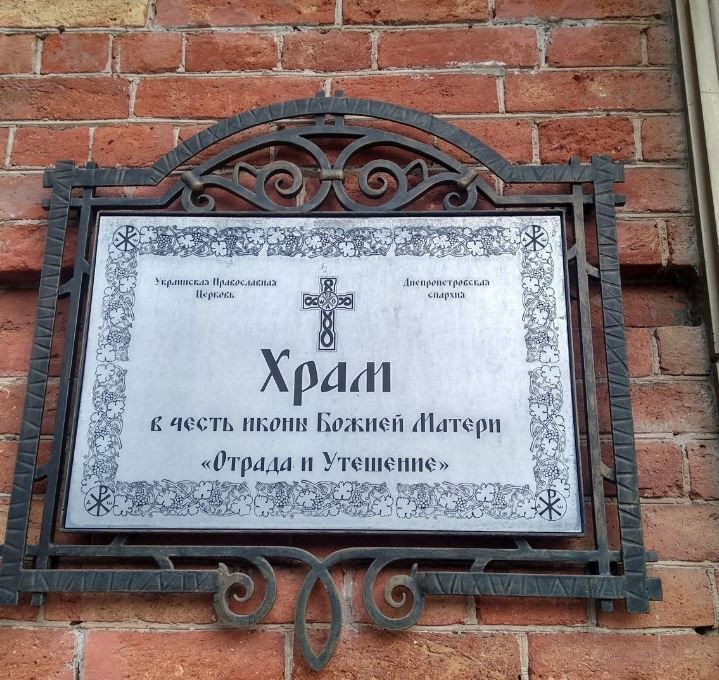 Украинская Православная
Церковь
Днепропетровская
епархия
Храм
в честь иконы Божией Матери
«Отрада и Утешение»